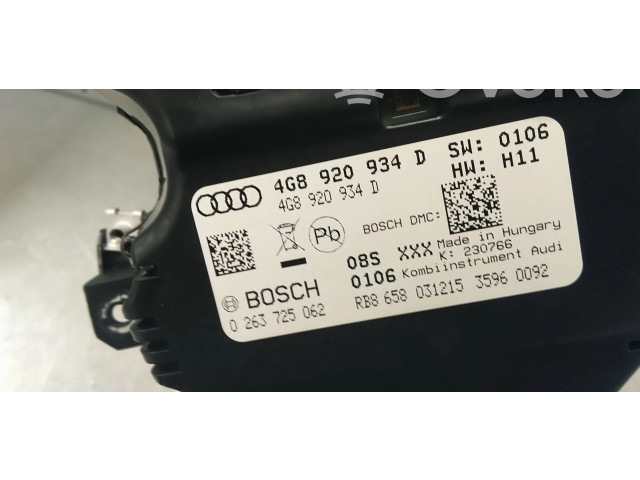 4G8 920 934 D SW: 0106
4G8 920 934 D HW: H11
BOSCH DMC:
Pb
08S XXX Made in Hungary
K: 230766
0106 Kombiinstrument Audi
BOSCH
0 263 725 062 RB8 658 031215 3596 0092